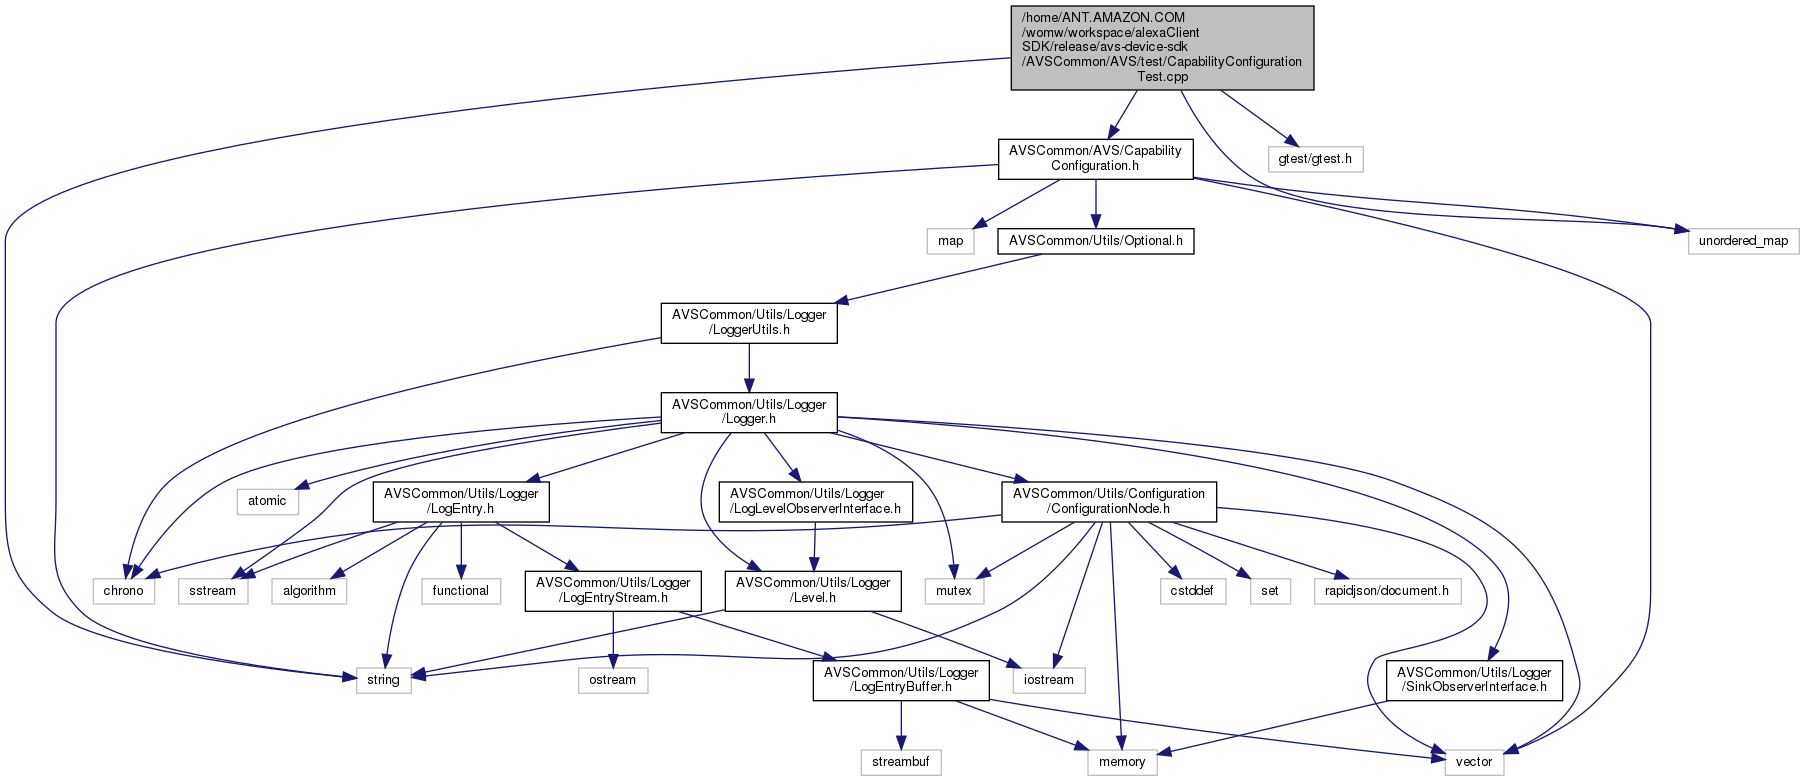 /home/ANT.AMAZON.COM
/womw/workspace/alexaClient
SDK/release/avs-device-sdk
/AVSCommon/AVS/test/CapabilityConfiguration
Test.cpp
AVSCommon/AVS/Capability
Configuration.h
gtest/gtest.h
map
AVSCommon/Utils/Optional.h
unordered_map
AVSCommon/Utils/Logger
/LoggerUtils.h
AVSCommon/Utils/Logger
/Logger.h
atomic
AVSCommon/Utils/Logger
/LogEntry.h
AVSCommon/Utils/Logger
/LogLevelObserverInterface.h
AVSCommon/Utils/Configuration
/ConfigurationNode.h
chrono
sstream
algorithm
functional
AVSCommon/Utils/Logger
/LogEntryStream.h
AVSCommon/Utils/Logger
/Level.h
mutex
cstddef
set
rapidjson/document.h
string
ostream
AVSCommon/Utils/Logger
/LogEntryBuffer.h
iostream
AVSCommon/Utils/Logger
/SinkObserverInterface.h
streambuf
memory
vector